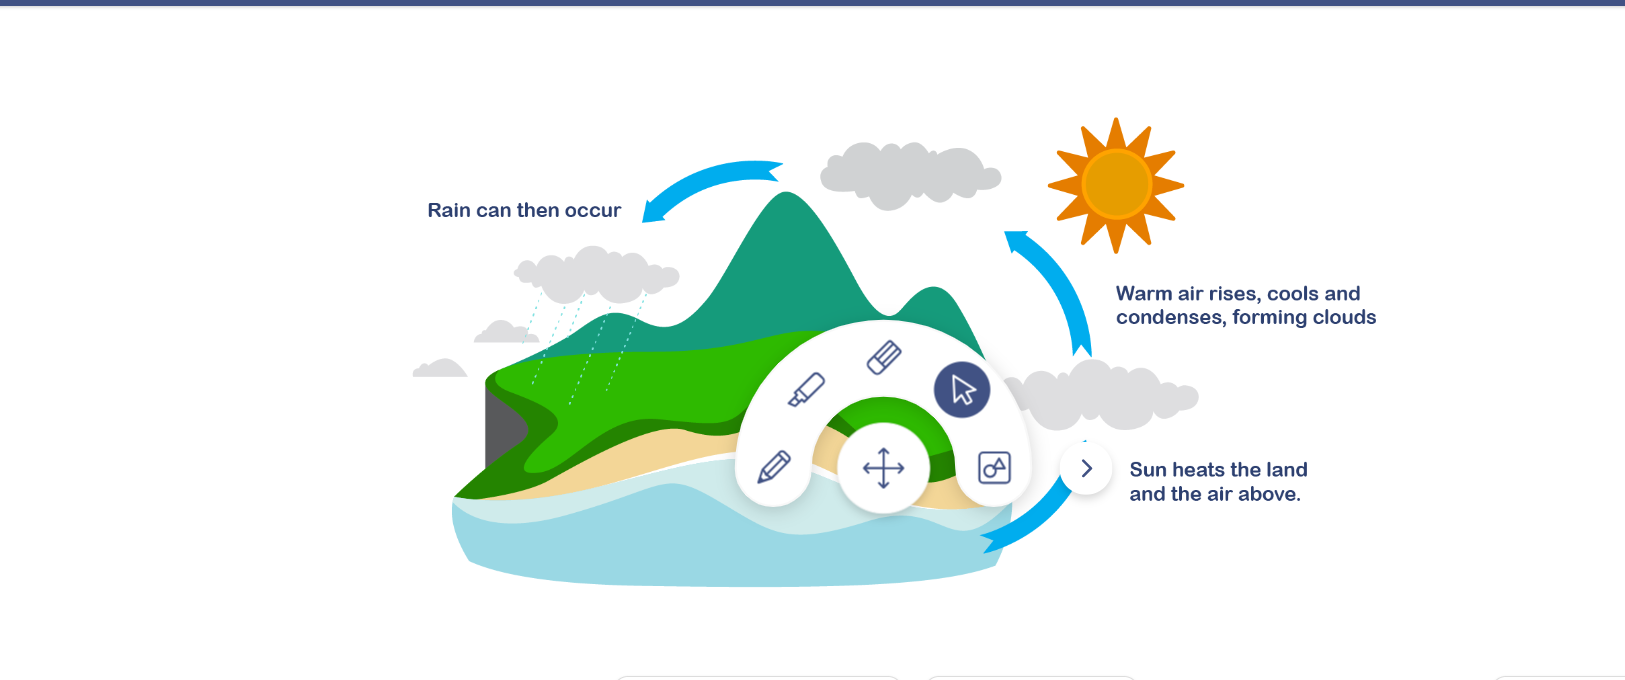 Rain can then occur
Warm air rises, cools and
condenses, forming clouds
Sun heats the land
and the air above.